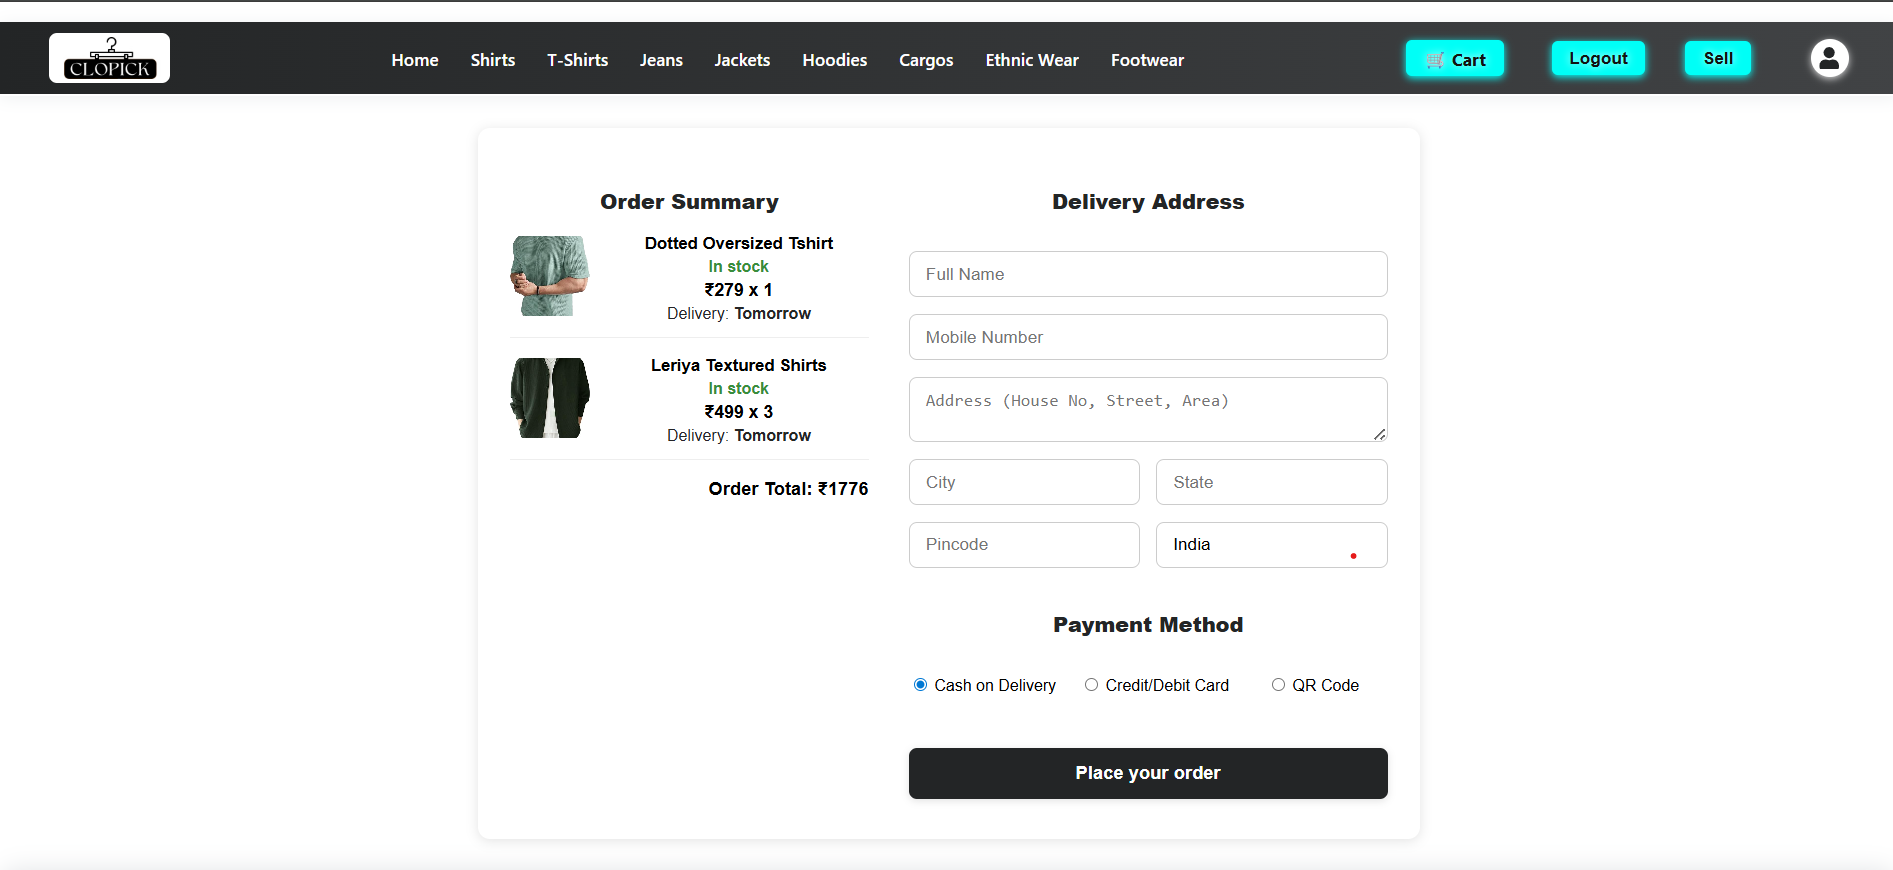 CLOPICK
Home Shirts T-Shirts Jeans Jackets Hoodies Cargos Ethnic Wear Footwear
Cart Logout Sell
Order Summary
Dotted Oversized Tshirt
In stock
₹279 x 1
Delivery: Tomorrow
Leriya Textured Shirts
In stock
₹499 x 3
Delivery: Tomorrow
Order Total: ₹1776
Delivery Address
Full Name
Mobile Number
Address (House No, Street, Area)
City State
Pincode India
Payment Method
Cash on Delivery Credit/Debit Card QR Code
Place your order